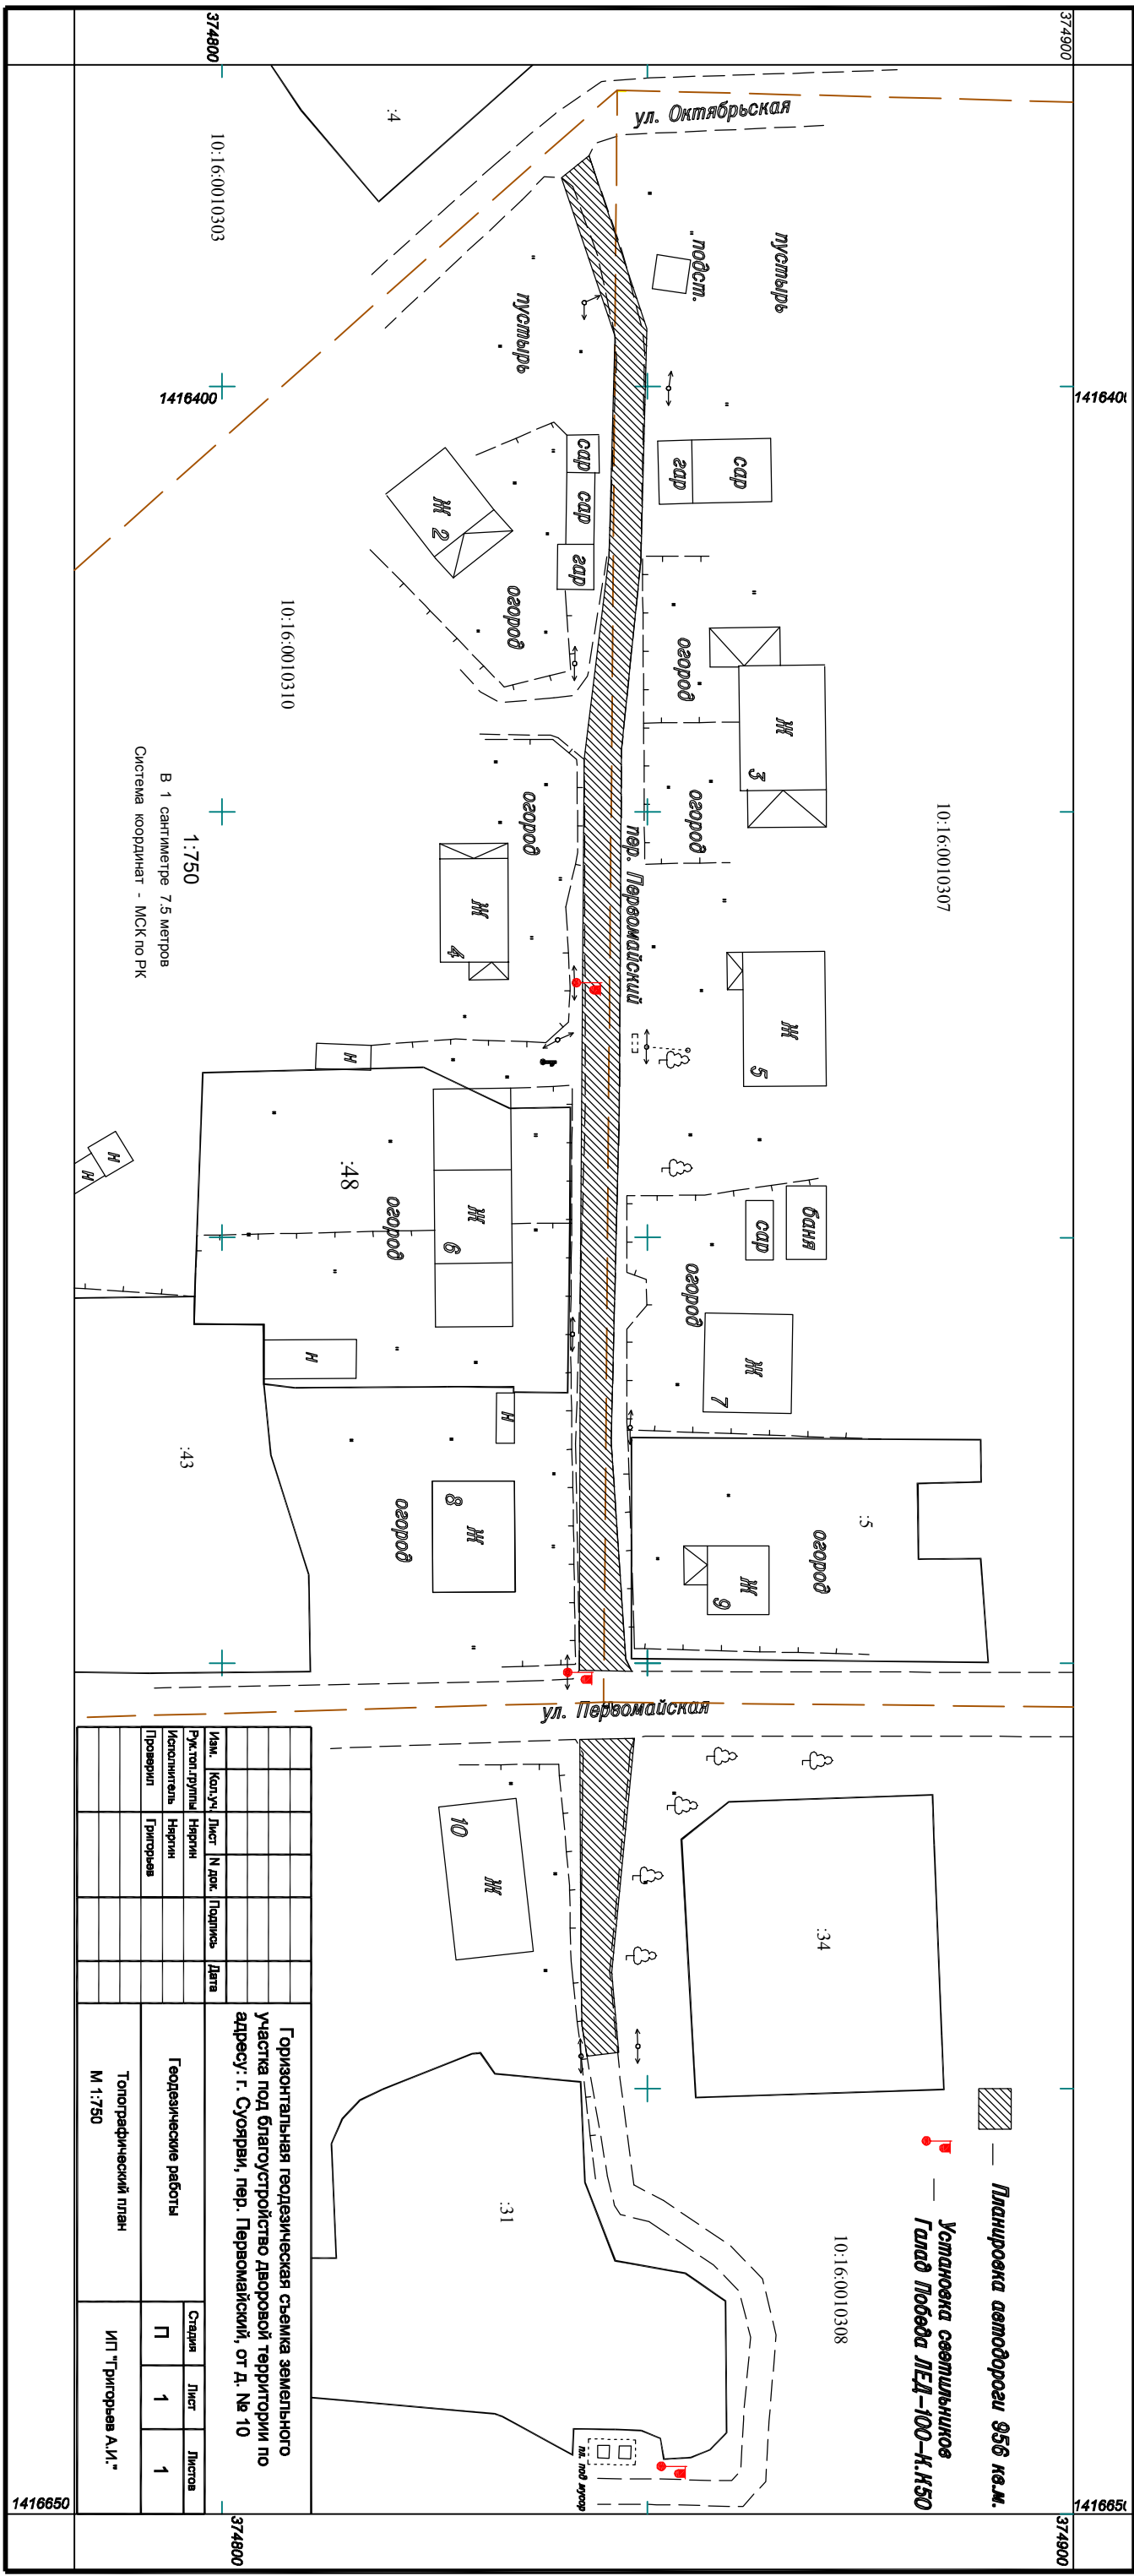 374900
1416400
1416650
374900
374800
1416400
1416650
374800
ул. Октябрьская
:4
10:16:0010303
пустырь
подст.
пустырь
сар
гар
сар
сар
гар
Ж 2
огород
10:16:0010310
10:16:0010307
огород
Ж
3
огород
пер. Первомайский
огород
Ж
4
Ж
5
Н
Н
Н
:48
огород
Ж
6
баня
сар
огород
Ж
7
Н
Н
:43
огород
8
Ж
:5
огород
Ж
9
ул. Первомайская
10
Ж
:34
:31
10:16:0010308
пл. под мусор
1:750
В 1 сантиметре 7.5 метров
Система координат - МСК по РК
Планировка автодороги 956 кв.м.
Установка светильников
Галад Победа ЛЕД-100-К.К50
Горизонтальная геодезическая съемка земельного
участка под благоустройство дворовой территории по
адресу: г. Суоярви, пер. Первомайский, от д. № 10
Изм. Кол.уч. Лист N док. Подпись Дата
Рук.топ.группы Няргин
Исполнитель Няргин
Проверил Григорьев
Геодезические работы
Стадия Лист Листов
П 1 1
Топографический план
М 1:750
ИП "Григорьев А.И."